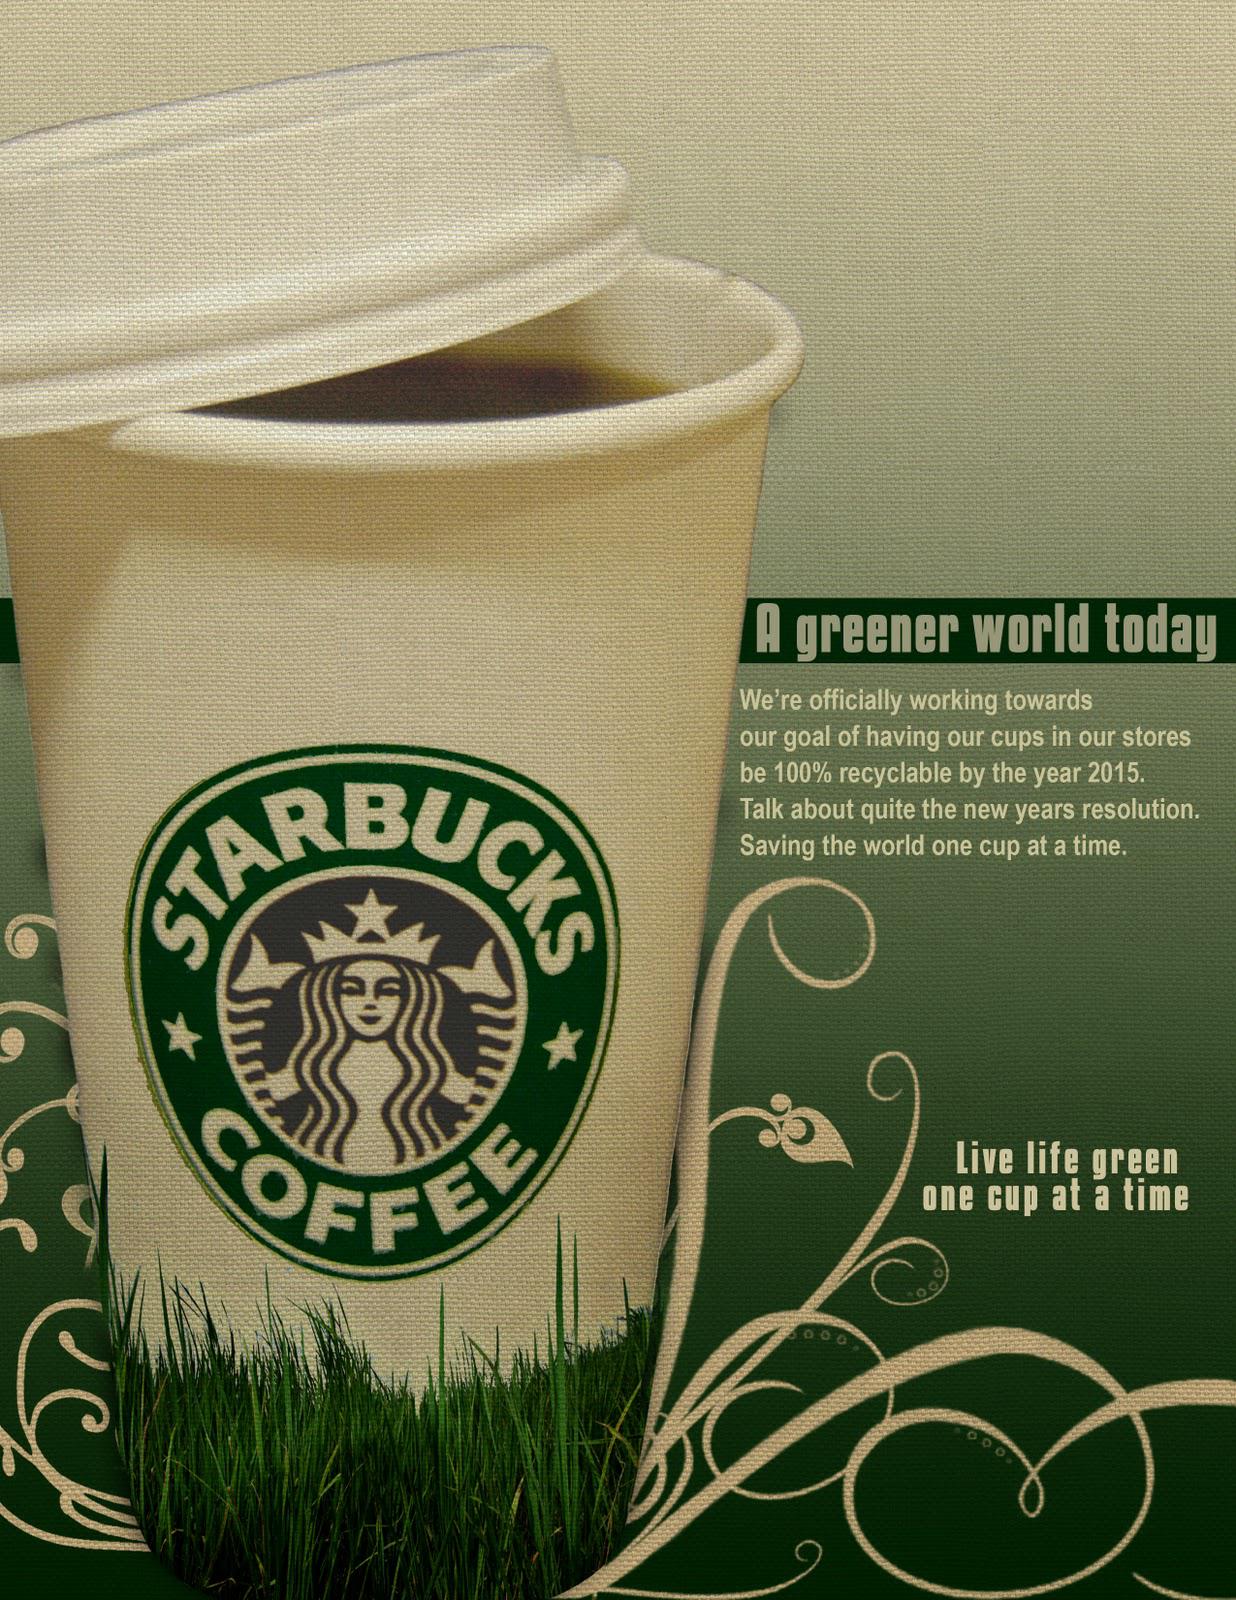 A greener world today
We're officially working towards
our goal of having our cups in our stores
be 100% recyclable by the year 2015.
Talk about quite the new years resolution.
Saving the world one cup at a time.
STARBUCKS
COFFEE
Live life green
one cup at a time